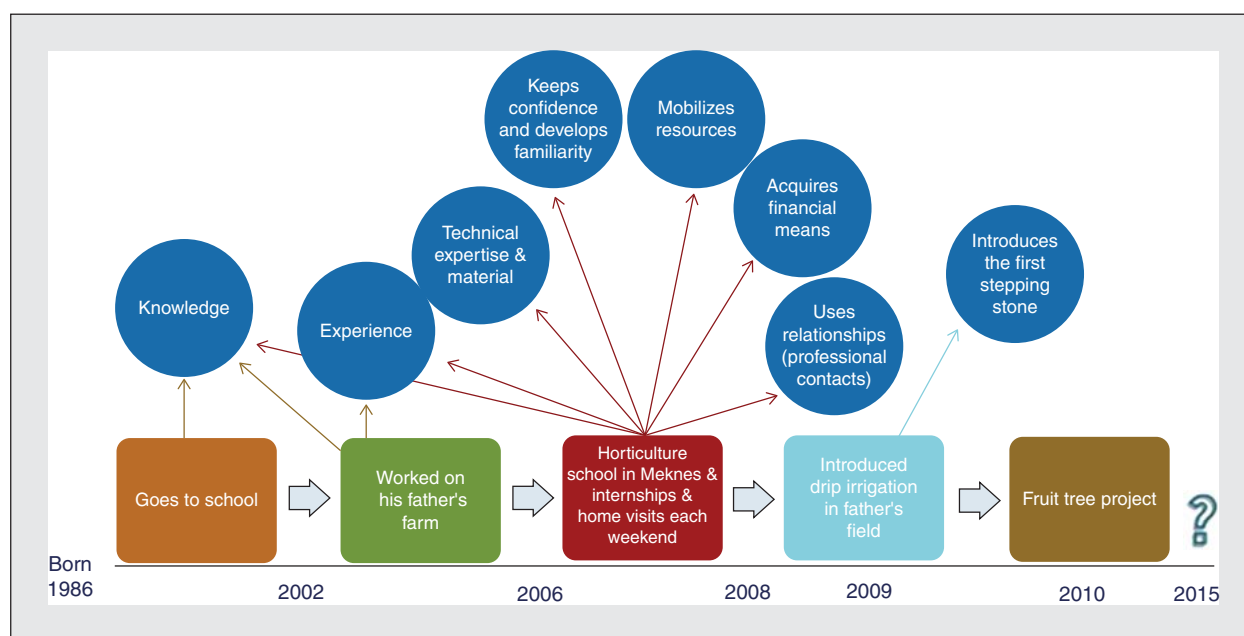 Keeps
confidence
and develops
familiarity
Mobilizes
resources
Acquires
financial
means
Technical
expertise &
material
Introduces
the first
stepping
stone
Knowledge
Experience
Uses
relationships
(professional
contacts)
Goes to school
Worked on
his father's
farm
Horticulture
school in Meknes &
internships &
home visits each
weekend
Introduced
drip irrigation
in father's
field
Fruit tree project
?
Born
1986
2002
2006
2008
2009
2010
2015